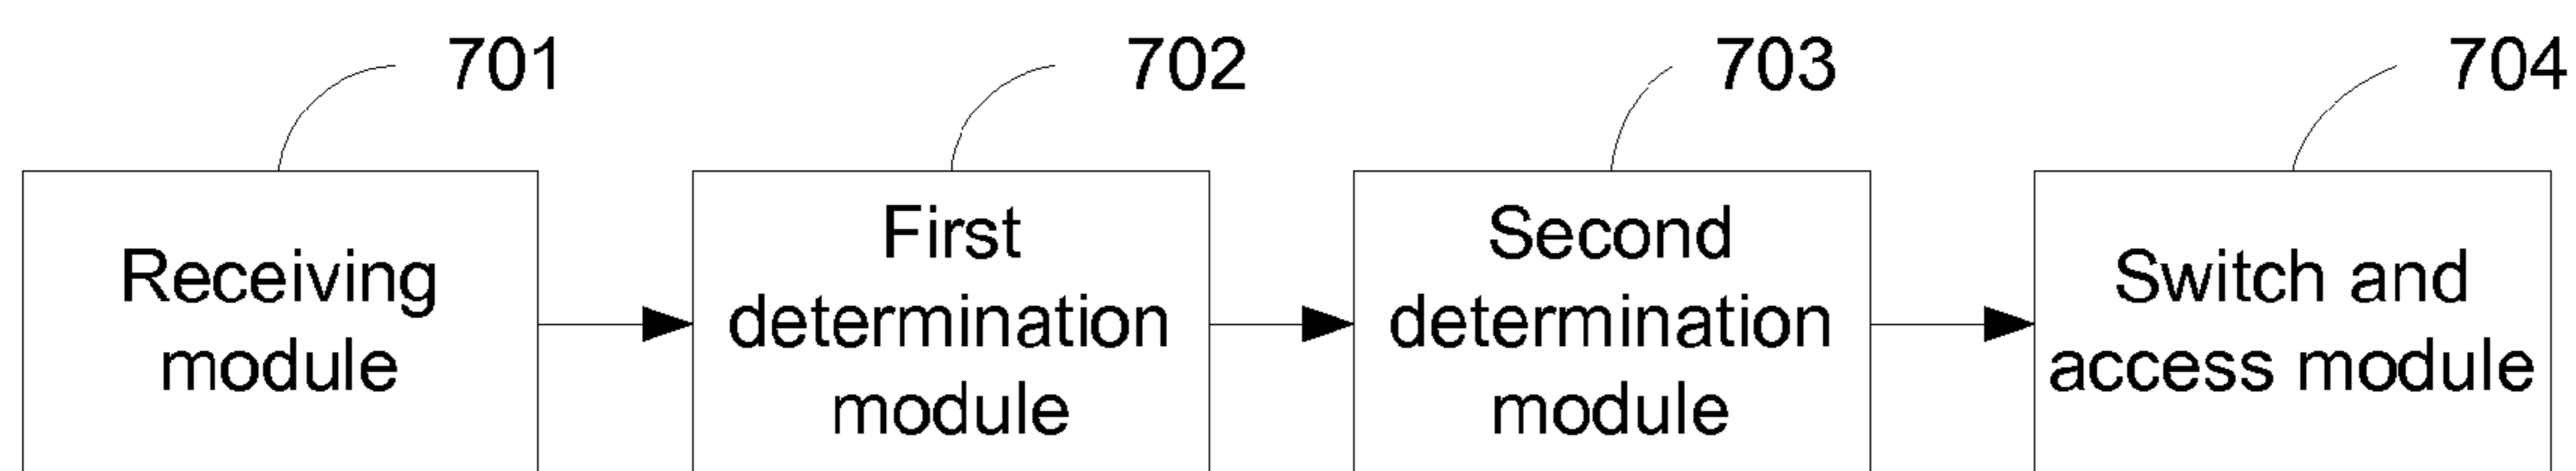 701
702
703
704
Receiving
module
First
determination
module
Second
determination
module
Switch and
access module